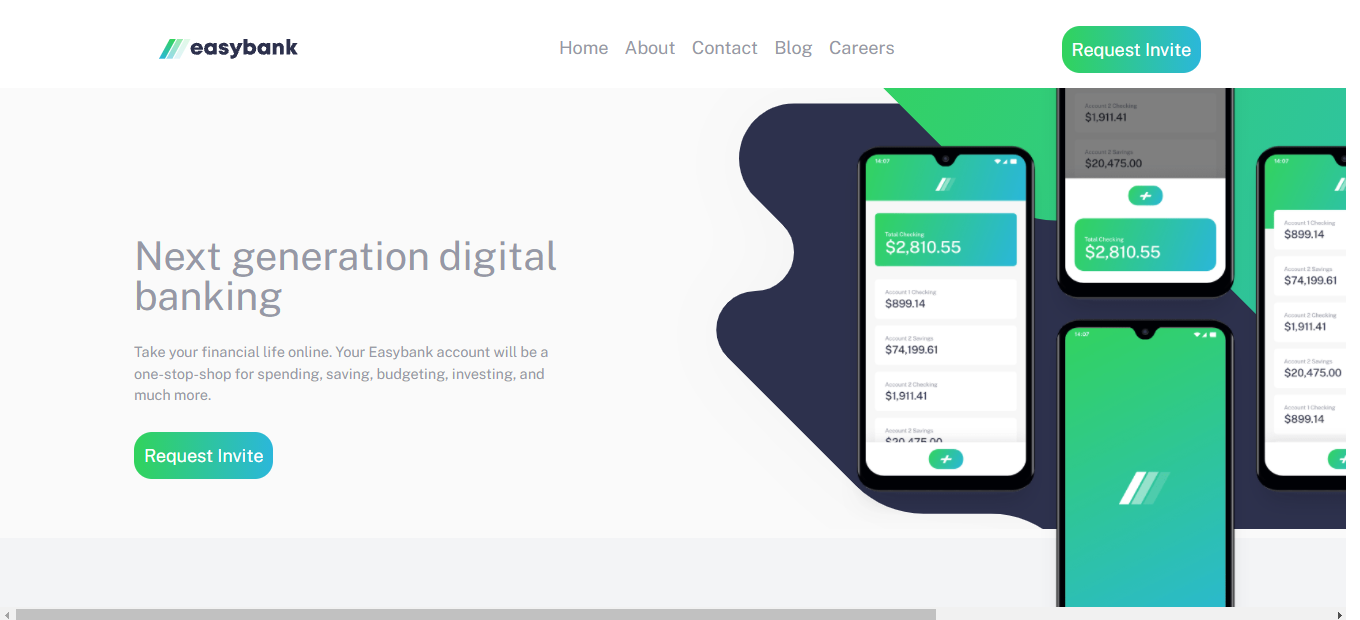 easybank
Home About Contact Blog Careers
Request Invite
Next generation digital
banking
Take your financial life online. Your Easybank account will be a
one-stop-shop for spending, saving, budgeting, investing, and
much more.
Request Invite
14:07
Total Checking
$2,810.55
Account 1 Checking
$899.14
Account 2 Savings
$74,199.61
Account 2 Checking
$1,911.41
Account 2 Savings
$20,475.00
Account 2 Checking
$1,911.41
Account 2 Savings
$20,475.00
Total Checking
$2,810.55
14:07
14:07
Account 1 Checking
$899.14
Account 2 Savings
$74,199.61
Account 2 Checking
$1,911.41
Account 2 Savings
$20,475.00
Account 1 Checking
$899.14